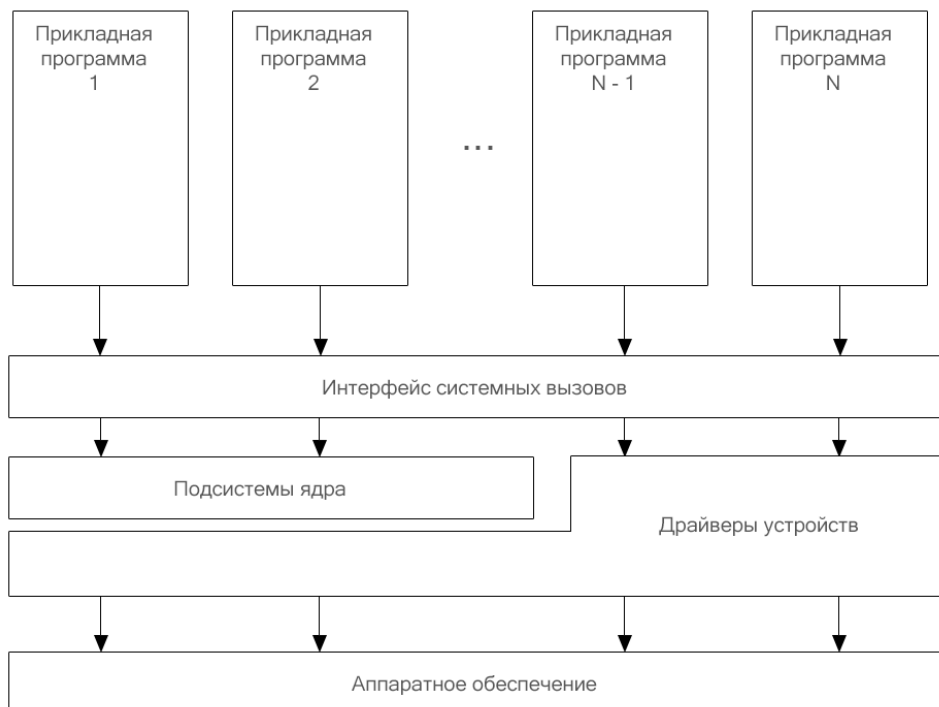 Прикладная
программа
1
Прикладная
программа
2
...
Прикладная
программа
N - 1
Прикладная
программа
N
Интерфейс системных вызовов
Подсистемы ядра
Драйверы устройств
Аппаратное обеспечение